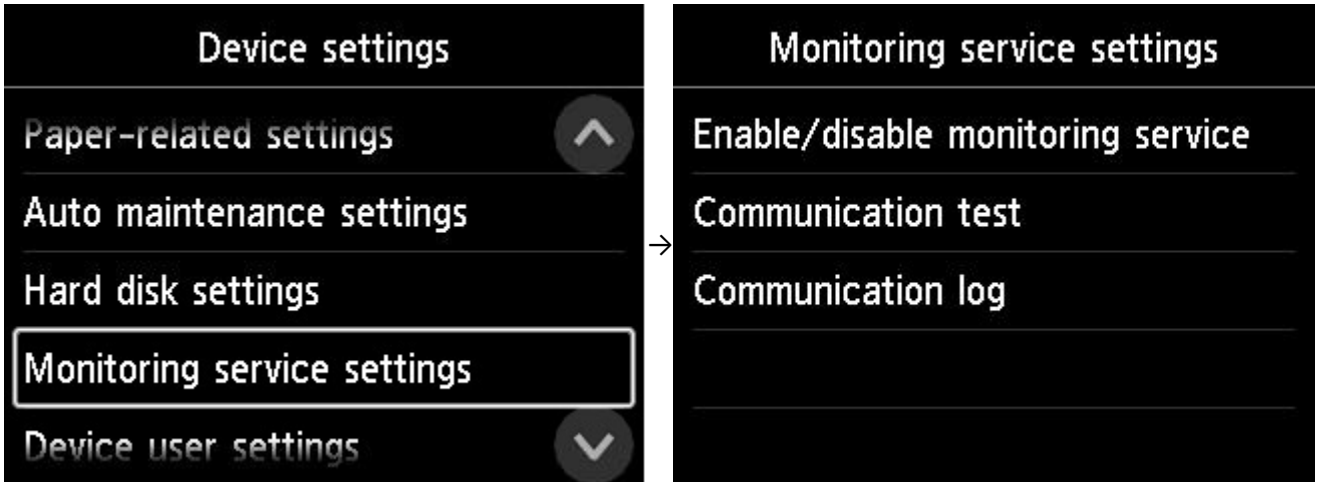 Device settings
Paper-related settings
Auto maintenance settings
Hard disk settings
Monitoring service settings
Device user settings
→
Monitoring service settings
Enable/disable monitoring service
Communication test
Communication log